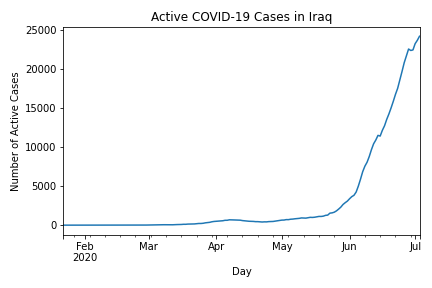 Active COVID-19 Cases in Iraq
Number of Active Cases
25000
20000
15000
10000
5000
0
Feb Mar Apr May Jun Jul
2020
Day